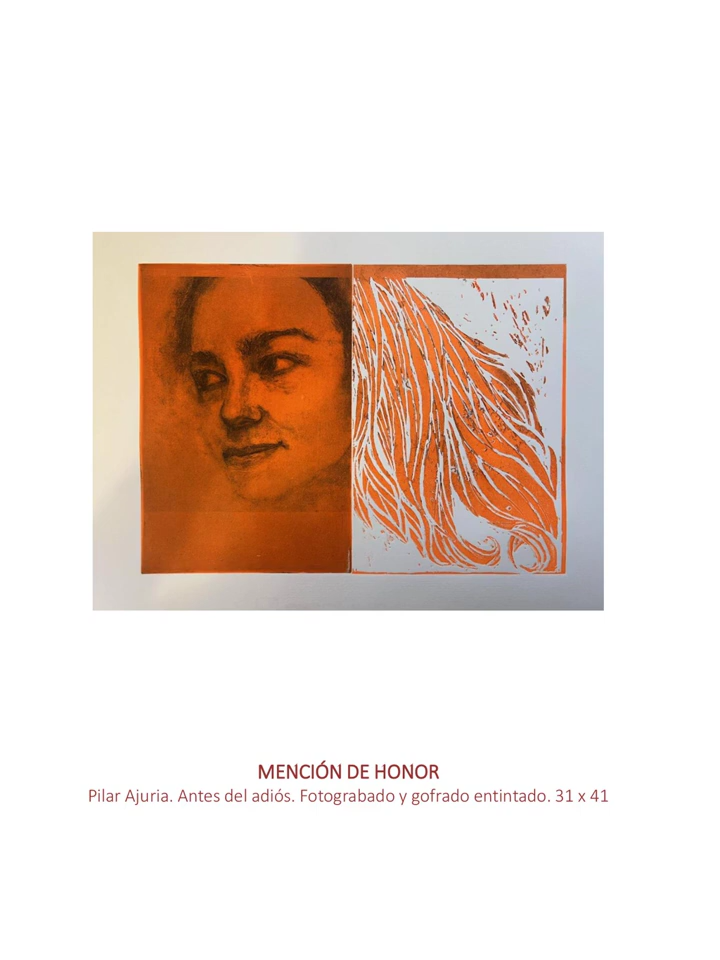 MENCIÓN DE HONOR
Pilar Ajuria. Antes del adiós. Fotograbado y gofrado entintado. 31 x 41